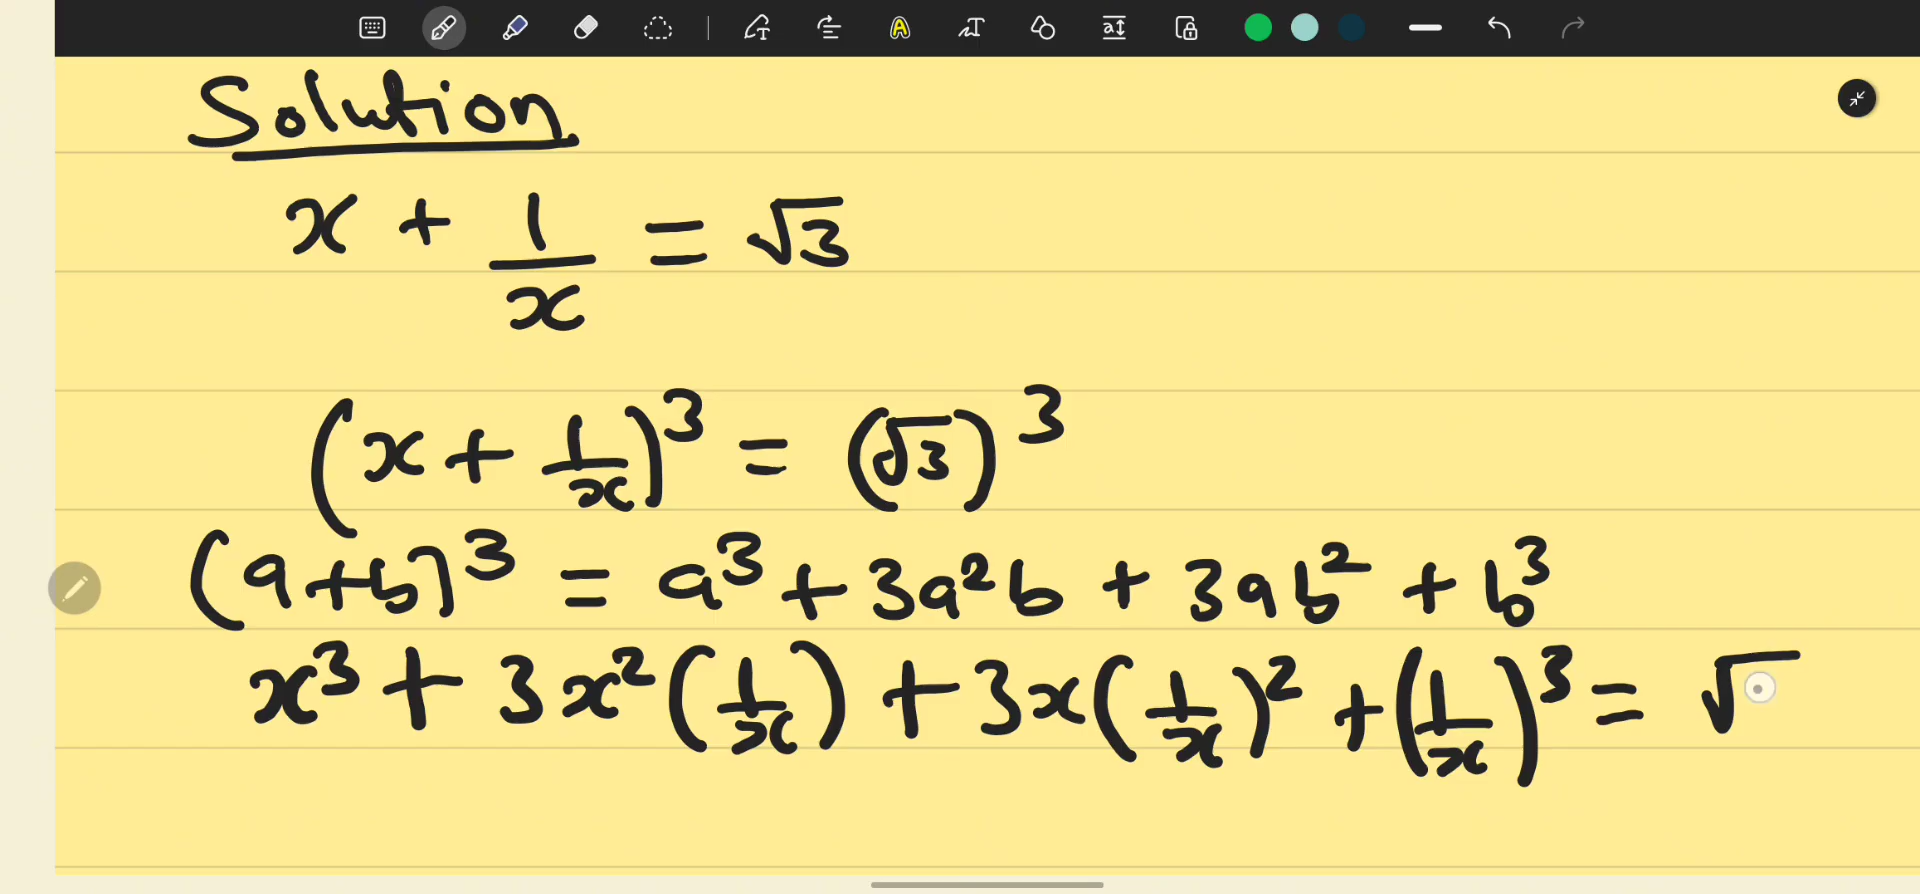 Solution
x + 1/x = √3
(x + 1/x)³ = (√3)³
(a+b)³ = a³ + 3a²b + 3ab² + b³
x³ + 3x²(1/x) + 3x(1/x)² + (1/x)³ = √